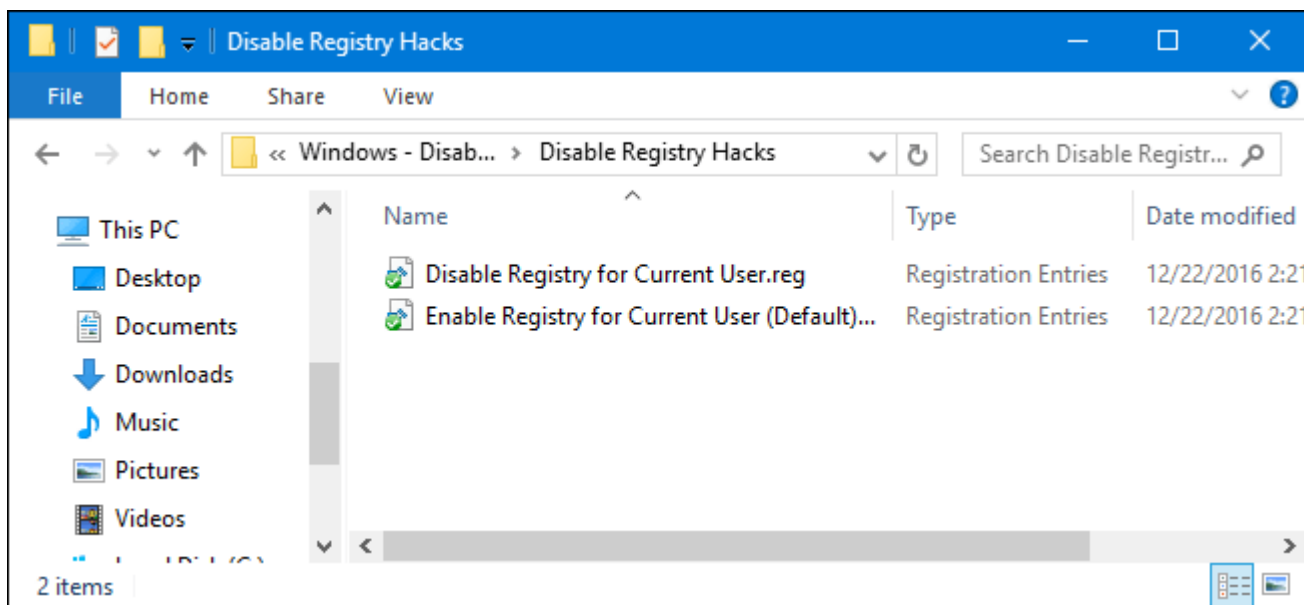 Disable Registry Hacks
File Home Share View
« Windows - Disab... > Disable Registry Hacks Search Disable Registr...
Name Type Date modified
This PC
Desktop
Documents
Downloads
Music
Pictures
Videos
Disable Registry for Current User.reg Registration Entries 12/22/2016 2:21
Enable Registry for Current User (Default)... Registration Entries 12/22/2016 2:21
2 items